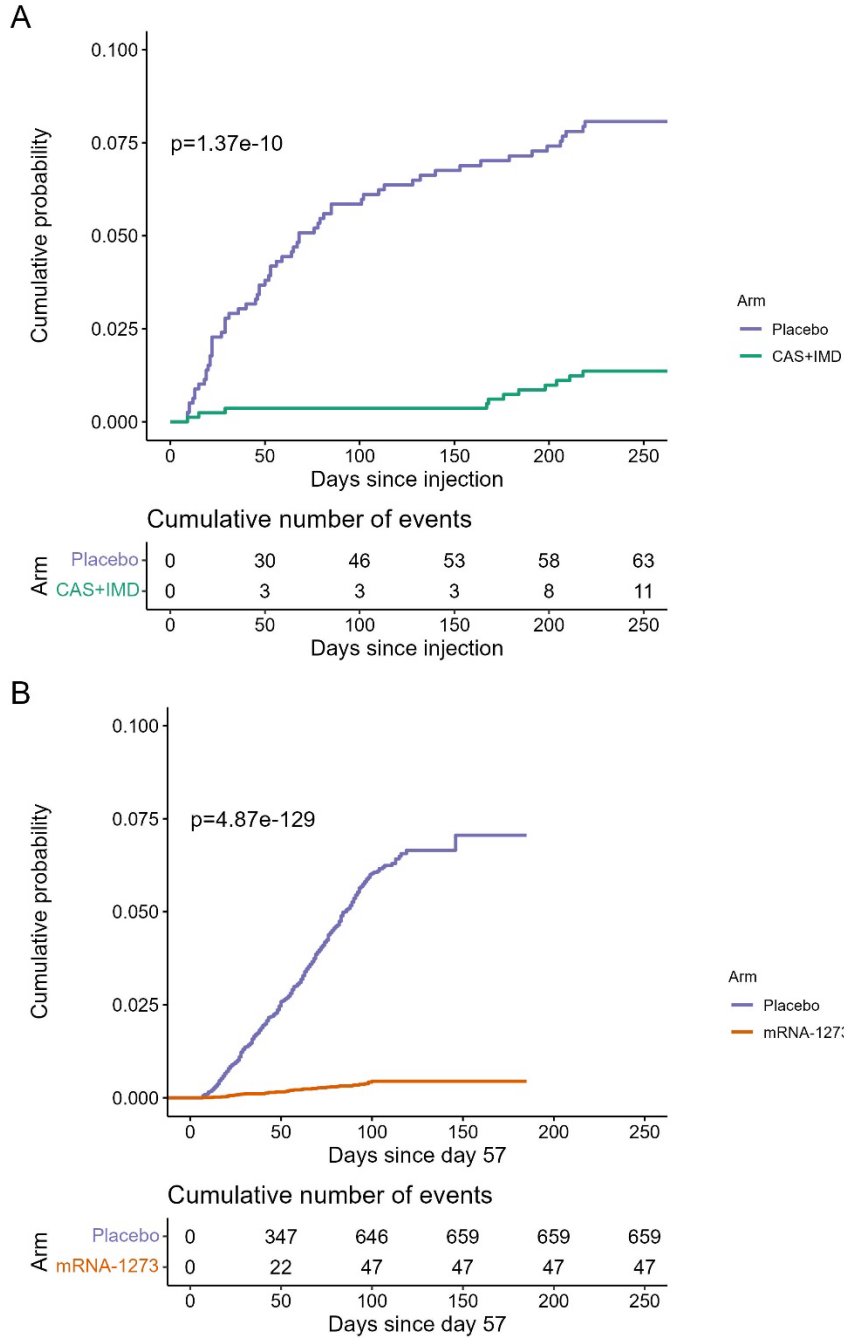 A
0.100
0.075
0.050
0.025
0.000
Cumulative probability
p=1.37e-10
0 50 100 150 200 250
Days since injection
Arm
Placebo
CAS+IMD
Cumulative number of events
Arm
Placebo 0 30 46 53 58 63
CAS+IMD 0 3 3 3 8 11
0 50 100 150 200 250
Days since injection
B
0.100
0.075
0.050
0.025
0.000
Cumulative probability
p=4.87e-129
0 50 100 150 200 250
Days since day 57
Arm
Placebo
mRNA-1273
Cumulative number of events
Arm
Placebo 0 347 646 659 659 659
mRNA-1273 0 22 47 47 47 47
0 50 100 150 200 250
Days since day 57